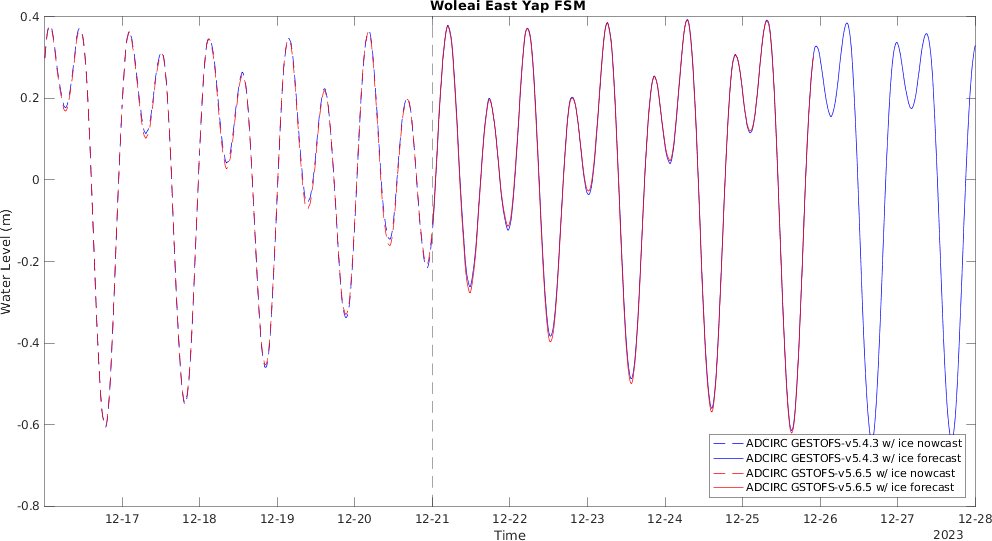 Woleai East Yap FSM
0.4
0.2
0
-0.2
-0.4
-0.6
-0.8
Water Level (m)
12-17 12-18 12-19 12-20 12-21 12-22 12-23 12-24 12-25 12-26 12-27 12-28
Time
2023
ADCIRC GESTOFS-v5.4.3 w/ ice nowcast
ADCIRC GESTOFS-v5.4.3 w/ ice forecast
ADCIRC GSTOFS-v5.6.5 w/ ice nowcast
ADCIRC GSTOFS-v5.6.5 w/ ice forecast